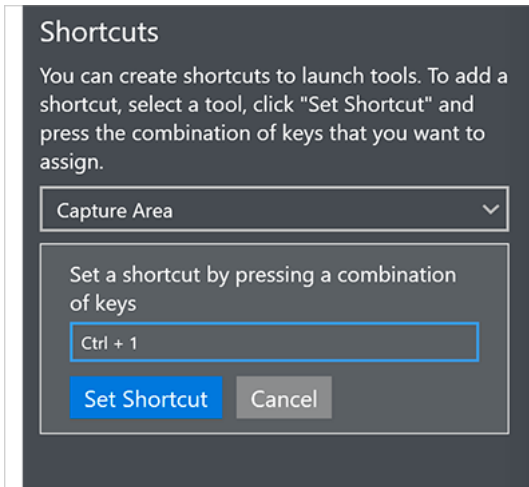 Shortcuts
You can create shortcuts to launch tools. To add a
shortcut, select a tool, click "Set Shortcut" and
press the combination of keys that you want to
assign.
Capture Area
Set a shortcut by pressing a combination
of keys
Ctrl + 1
Set Shortcut Cancel